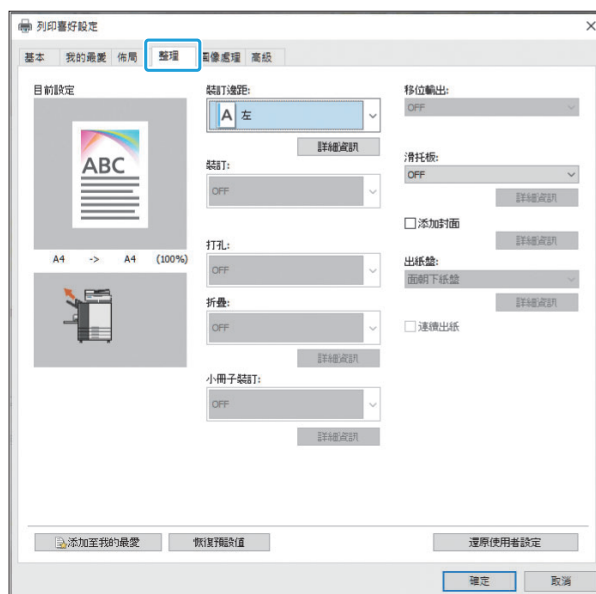 列印喜好設定
基本 我的最愛 佈局 整理 圖像處理 高級
目前設定
ABC
A4 -> A4 (100%)
裝訂邊距:
A 左
詳細資訊
裝訂:
OFF
打孔:
OFF
折疊:
OFF
詳細資訊
小冊子裝訂:
OFF
詳細資訊
移位輸出:
OFF
滑托板:
OFF
詳細資訊
添加封面
詳細資訊
出紙盤:
面朝下紙盤
詳細資訊
連續出紙
添加至我的最愛 恢復預設值 還原使用者設定
確定 取消